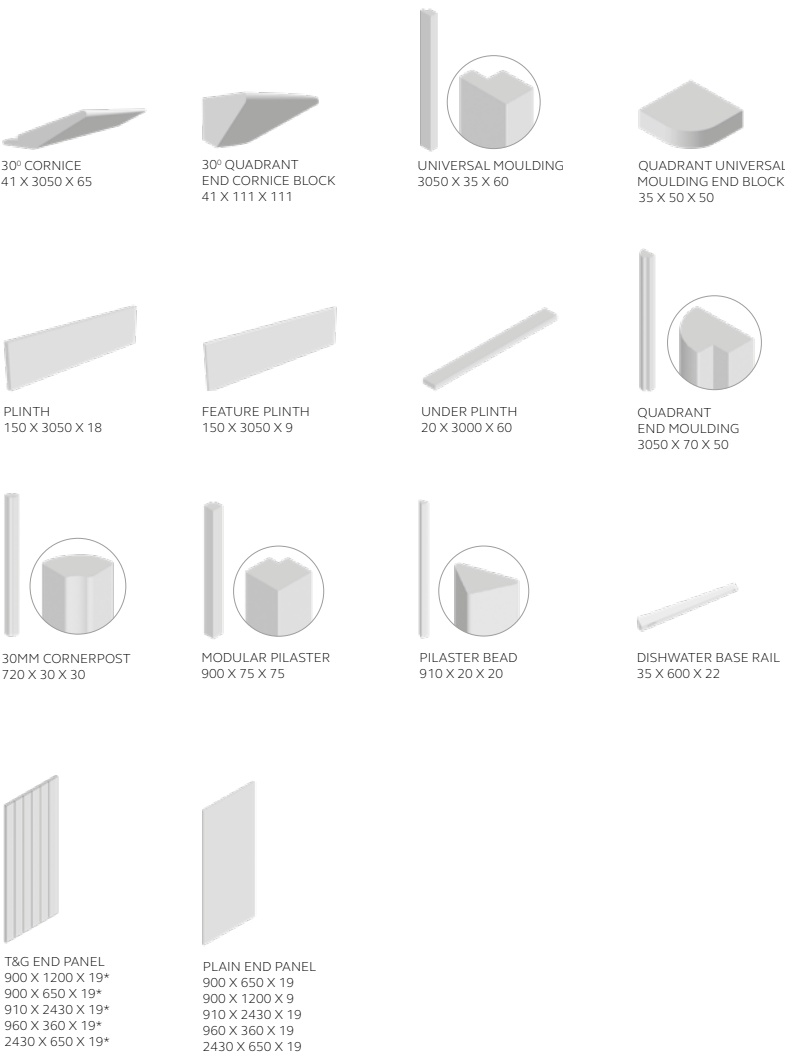 30⁰ CORNICE
41 X 3050 X 65
30⁰ QUADRANT
END CORNICE BLOCK
41 X 111 X 111
UNIVERSAL MOULDING
3050 X 35 X 60
QUADRANT UNIVERSAL
MOULDING END BLOCK
35 X 50 X 50
PLINTH
150 X 3050 X 18
FEATURE PLINTH
150 X 3050 X 9
UNDER PLINTH
20 X 3000 X 60
QUADRANT
END MOULDING
3050 X 70 X 50
30MM CORNERPOST
720 X 30 X 30
MODULAR PILASTER
900 X 75 X 75
PILASTER BEAD
910 X 20 X 20
DISHWATER BASE RAIL
35 X 600 X 22
T&G END PANEL
900 X 1200 X 19*
900 X 650 X 19*
910 X 2430 X 19*
960 X 360 X 19*
2430 X 650 X 19*
PLAIN END PANEL
900 X 650 X 19
900 X 1200 X 9
910 X 2430 X 19
960 X 360 X 19
2430 X 650 X 19